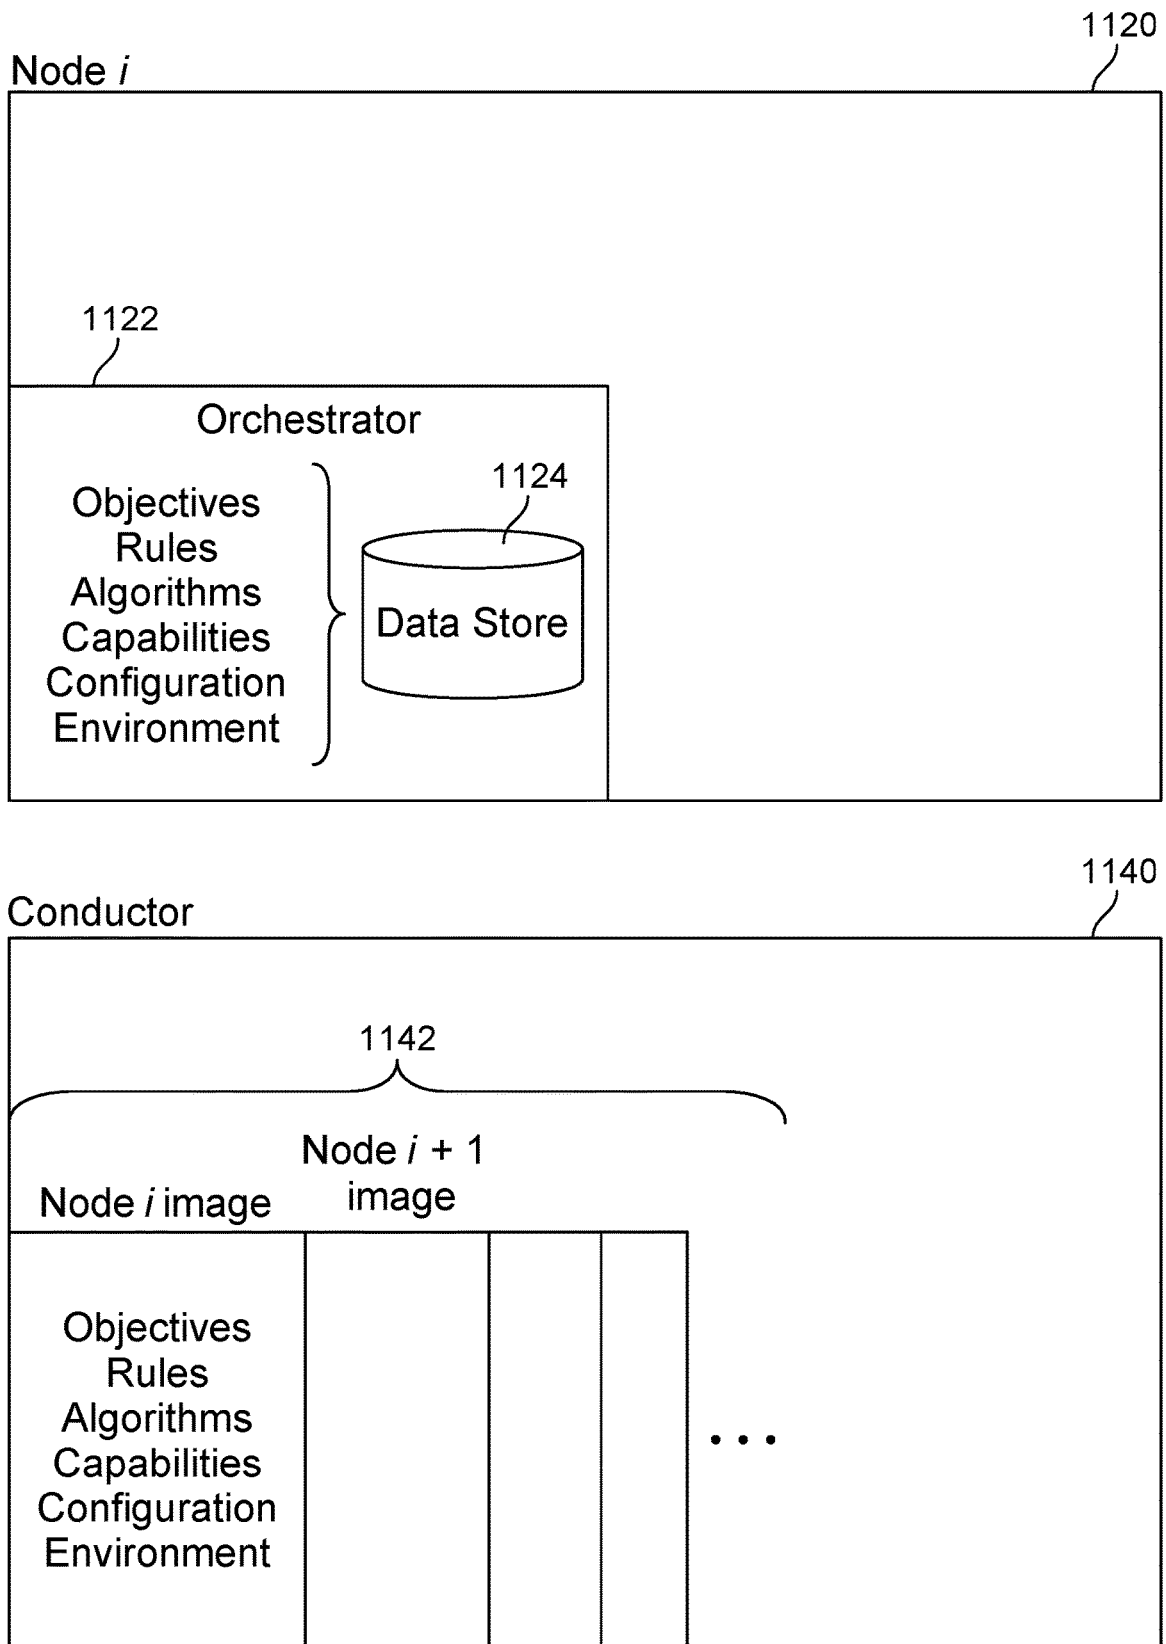 1120
Node i
1122
Orchestrator
1124
Objectives
Rules
Algorithms
Capabilities
Configuration
Environment
Data Store
1140
Conductor
1142
Node i + 1
image
Node i image
Objectives
Rules
Algorithms
Capabilities
Configuration
Environment
...